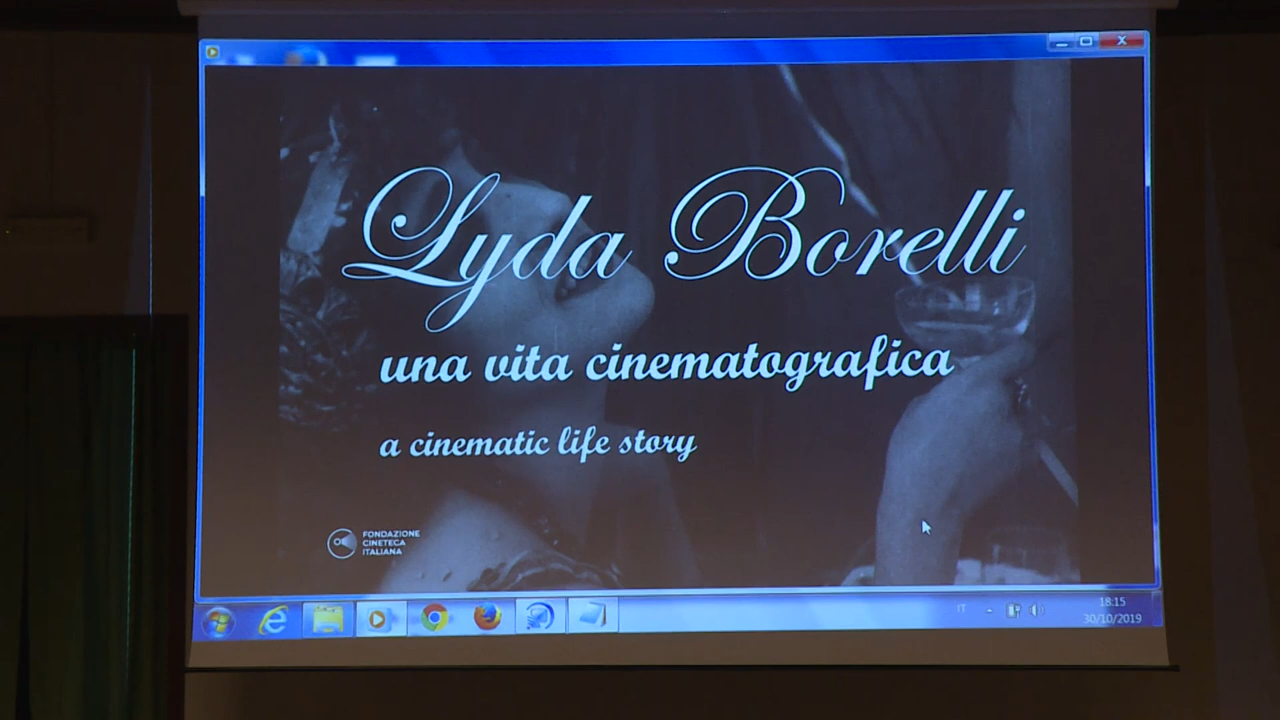 Lyda Borelli
una vita cinematografica
a cinematic life story
FONDAZIONE
CINETECA
ITALIANA
IT
18:15
30/10/2019